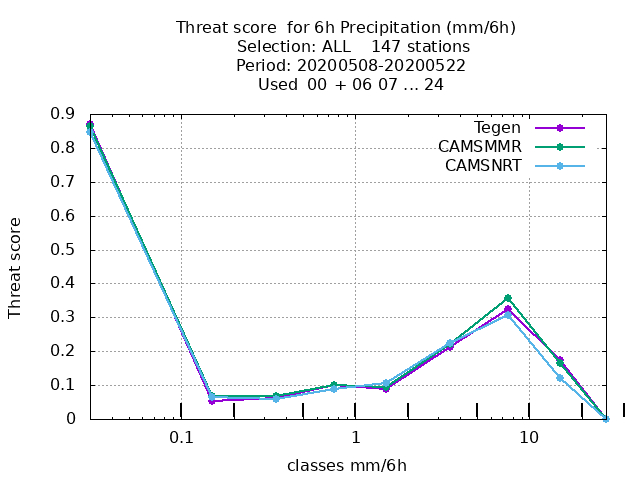 Threat score for 6h Precipitation (mm/6h)
Selection: ALL 147 stations
Period: 20200508-20200522
Used 00 + 06 07 ... 24
Tegen
CAMSMMR
CAMSNRT
Threat score
0.9
0.8
0.7
0.6
0.5
0.4
0.3
0.2
0.1
0
0.1 1 10
classes mm/6h